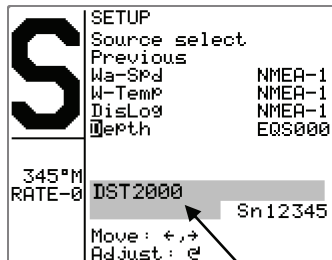 S
SETUP
Source select
Previous
Wa-Spd NMEA-1
W-Temp NMEA-1
DisLog NMEA-1
Depth EQS000
345°M
RATE-0
DST2000
Sn12345
Move: ←,→
Adjust: ↻